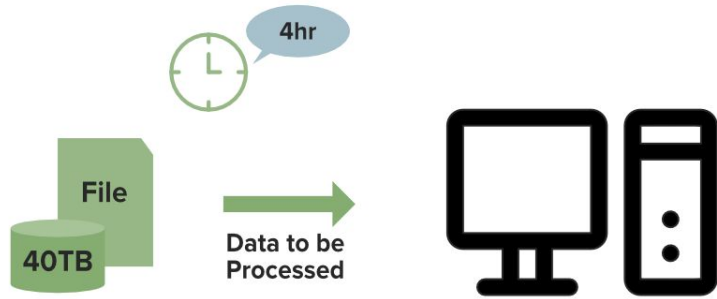 4hr
File
40TB
Data to be
Processed